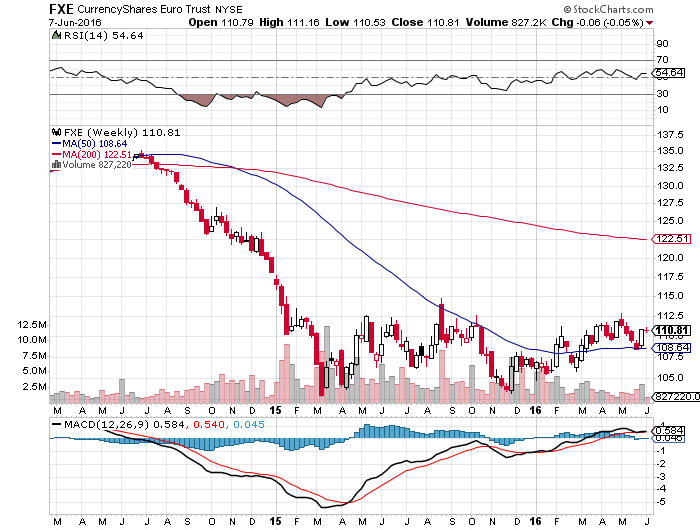 FXE CurrencyShares Euro Trust NYSE © StockCharts.com
7-Jun-2016 Open 110.79 High 111.16 Low 110.53 Close 110.81 Volume 827.2K Chg -0.06 (-0.05%)
RSI(14) 54.64
90
70
54.64
30
10
FXE (Weekly) 110.81
MA(50) 108.64
MA(200) 122.51
Volume 827,220
137.5
135.0
132.5
130.0
127.5
125.0
122.51
120.0
117.5
115.0
112.5
110.81
108.64
107.5
105.0
827220.0
12.5M
10.0M
7.5M
5.0M
2.5M
M A M J J A S O N D 15 F M A M J J A S O N D 16 F M A M J
MACD(12,26,9) 0.584, 0.540, 0.045
0.584
0.045
-1
-2
-3
-4
-5
M A M J J A S O N D 15 F M A M J J A S O N D 16 F M A M J